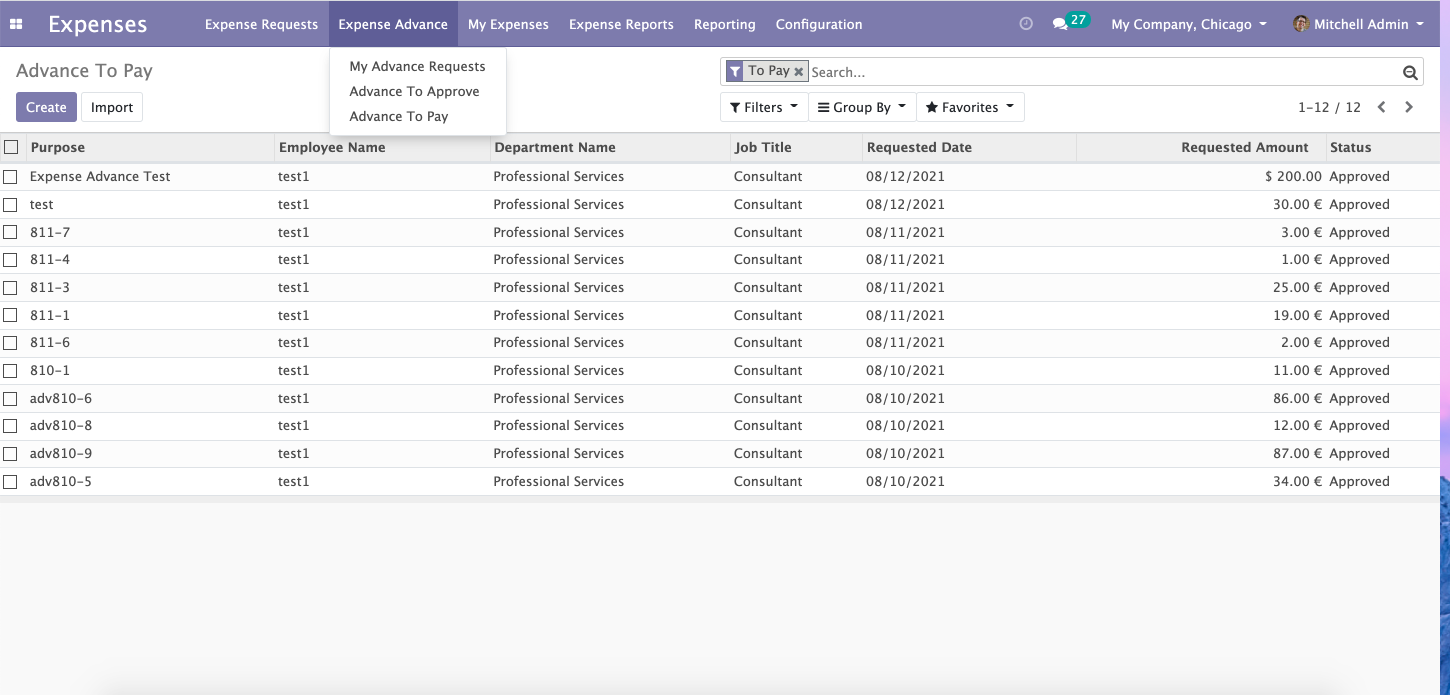 Expenses Expense Requests Expense Advance My Expenses Expense Reports Reporting Configuration 27 My Company, Chicago Mitchell Admin
My Advance Requests
Advance To Approve
Advance To Pay
Advance To Pay
To Pay Search...
Create Import
Filters Group By Favorites 1-12 / 12
Purpose Employee Name Department Name Job Title Requested Date Requested Amount Status
Expense Advance Test test1 Professional Services Consultant 08/12/2021 $ 200.00 Approved
test test1 Professional Services Consultant 08/12/2021 30.00 € Approved
811-7 test1 Professional Services Consultant 08/11/2021 3.00 € Approved
811-4 test1 Professional Services Consultant 08/11/2021 1.00 € Approved
811-3 test1 Professional Services Consultant 08/11/2021 25.00 € Approved
811-1 test1 Professional Services Consultant 08/11/2021 19.00 € Approved
811-6 test1 Professional Services Consultant 08/11/2021 2.00 € Approved
810-1 test1 Professional Services Consultant 08/10/2021 11.00 € Approved
adv810-6 test1 Professional Services Consultant 08/10/2021 86.00 € Approved
adv810-8 test1 Professional Services Consultant 08/10/2021 12.00 € Approved
adv810-9 test1 Professional Services Consultant 08/10/2021 87.00 € Approved
adv810-5 test1 Professional Services Consultant 08/10/2021 34.00 € Approved